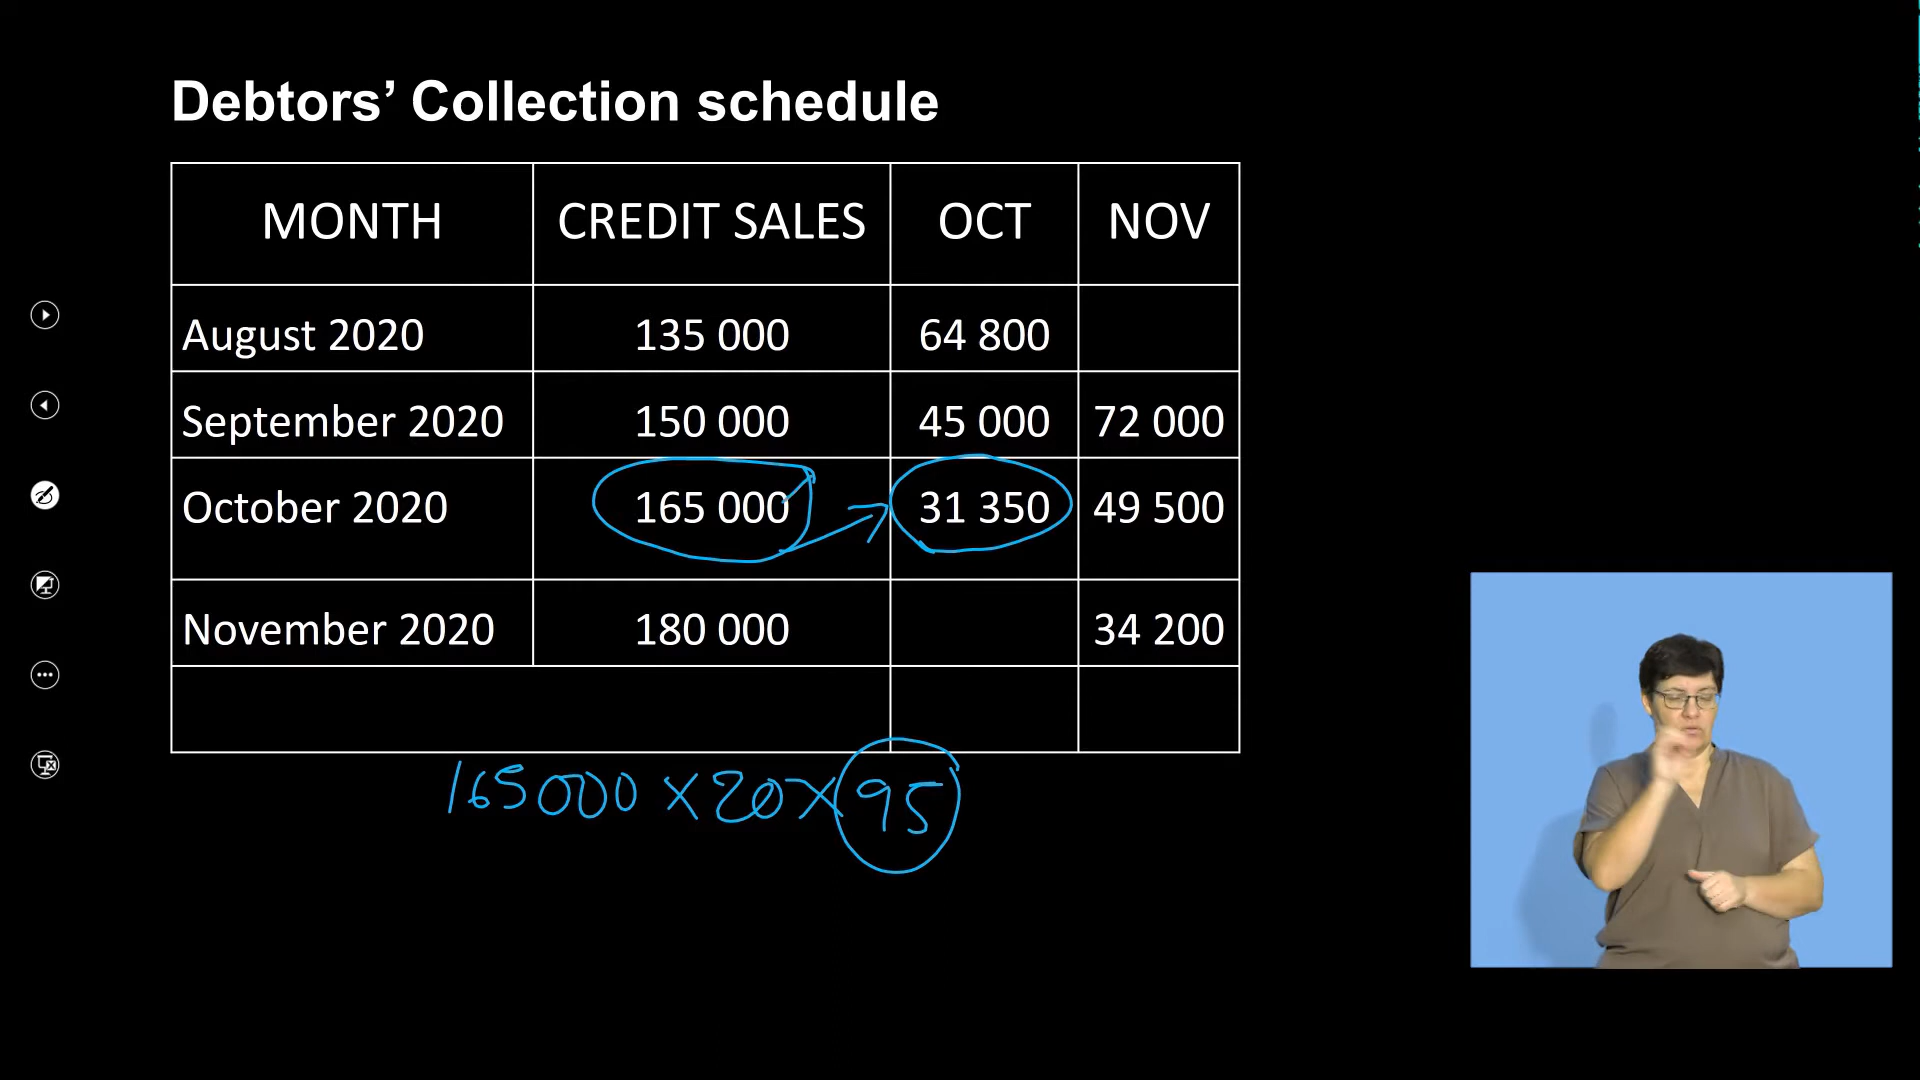 Debtors’ Collection schedule
MONTH CREDIT SALES OCT NOV
August 2020 135 000 64 800
September 2020 150 000 45 000 72 000
October 2020 165 000 31 350 49 500
November 2020 180 000 34 200
165000 x 20 x 95